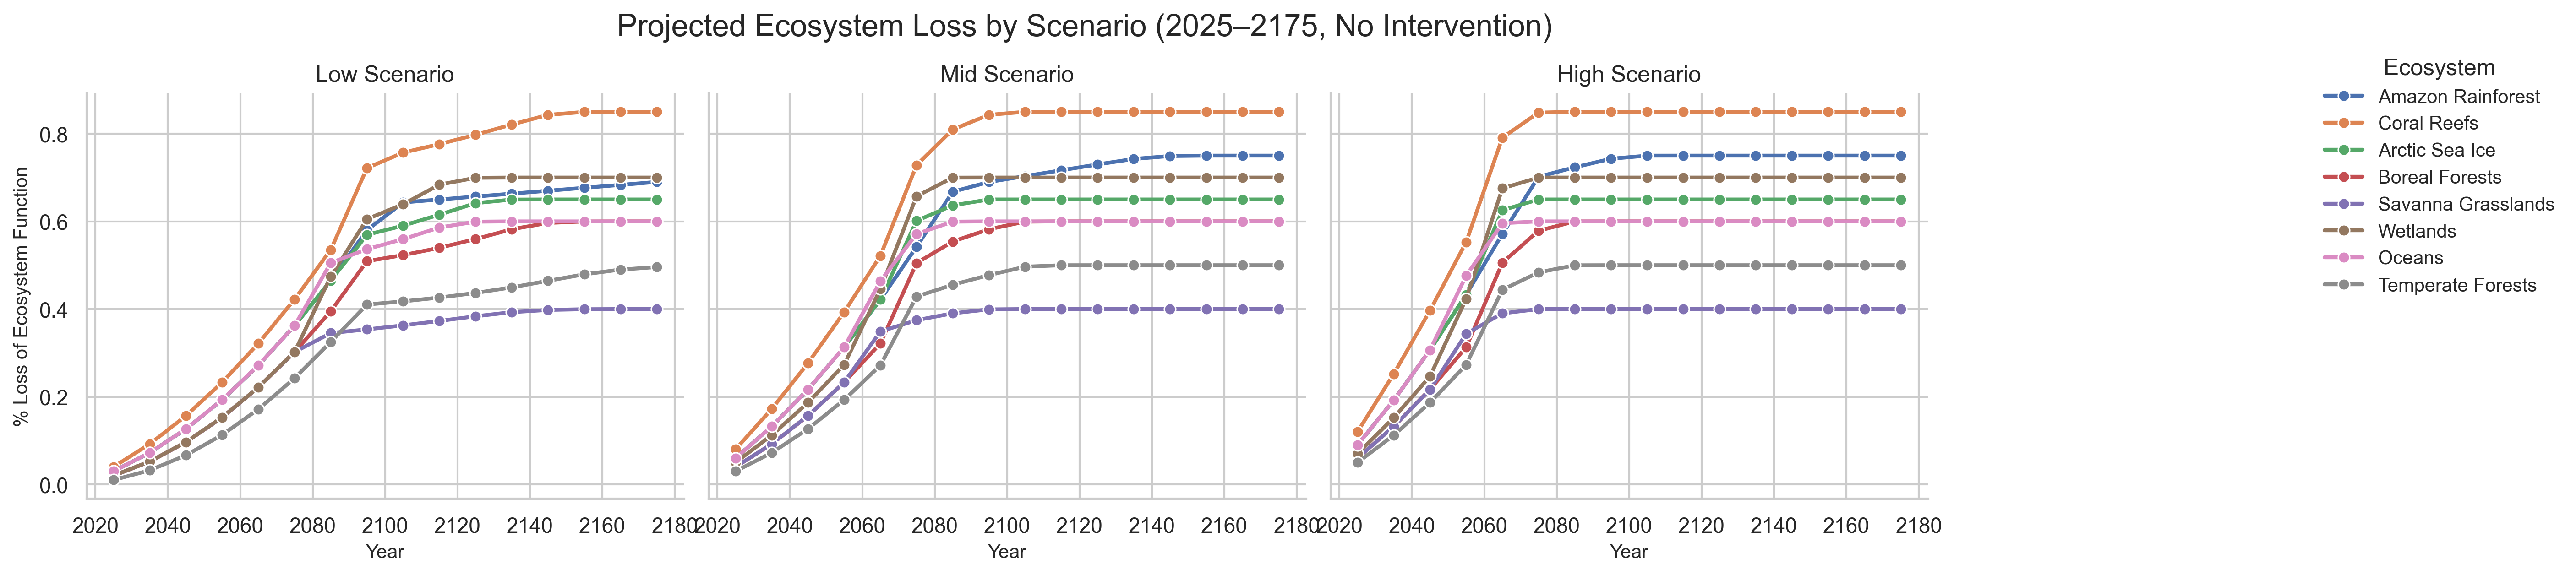 Projected Ecosystem Loss by Scenario (2025–2175, No Intervention)
Low Scenario
Mid Scenario
High Scenario
% Loss of Ecosystem Function
0.8
0.6
0.4
0.2
0.0
2020 2040 2060 2080 2100 2120 2140 2160 2180
2020 2040 2060 2080 2100 2120 2140 2160 2180
2020 2040 2060 2080 2100 2120 2140 2160 2180
Year
Year
Year
Ecosystem
Amazon Rainforest
Coral Reefs
Arctic Sea Ice
Boreal Forests
Savanna Grasslands
Wetlands
Oceans
Temperate Forests